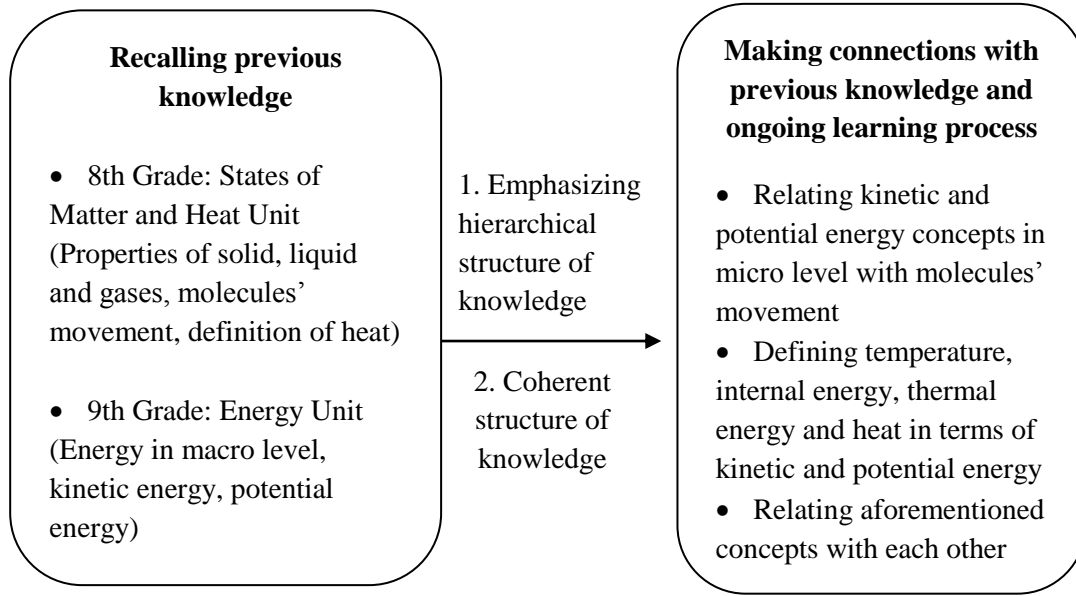 Recalling previous
knowledge
• 8th Grade: States of
Matter and Heat Unit
(Properties of solid, liquid
and gases, molecules’
movement, definition of heat)
• 9th Grade: Energy Unit
(Energy in macro level,
kinetic energy, potential
energy)
1. Emphasizing
hierarchical
structure of
knowledge
2. Coherent
structure of
knowledge
Making connections with
previous knowledge and
ongoing learning process
• Relating kinetic and
potential energy concepts in
micro level with molecules’
movement
• Defining temperature,
internal energy, thermal
energy and heat in terms of
kinetic and potential energy
• Relating aforementioned
concepts with each other